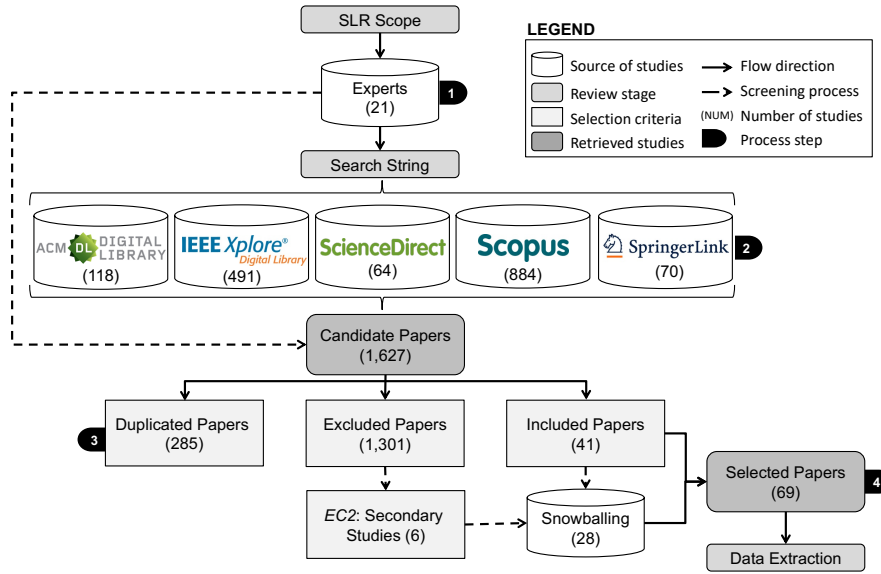 SLR Scope
Experts
(21)
1
Search String
LEGEND
Source of studies
Review stage
Selection criteria
Retrieved studies
Flow direction
Screening process
(NUM) Number of studies
Process step
ACM DL DIGITAL
LIBRARY
(118)
IEEE Xplore®
Digital Library
(491)
ScienceDirect
(64)
Scopus
(884)
SpringerLink
(70)
2
Candidate Papers
(1,627)
3
Duplicated Papers
(285)
Excluded Papers
(1,301)
Included Papers
(41)
EC2: Secondary
Studies (6)
Snowballing
(28)
Selected Papers
(69)
4
Data Extraction